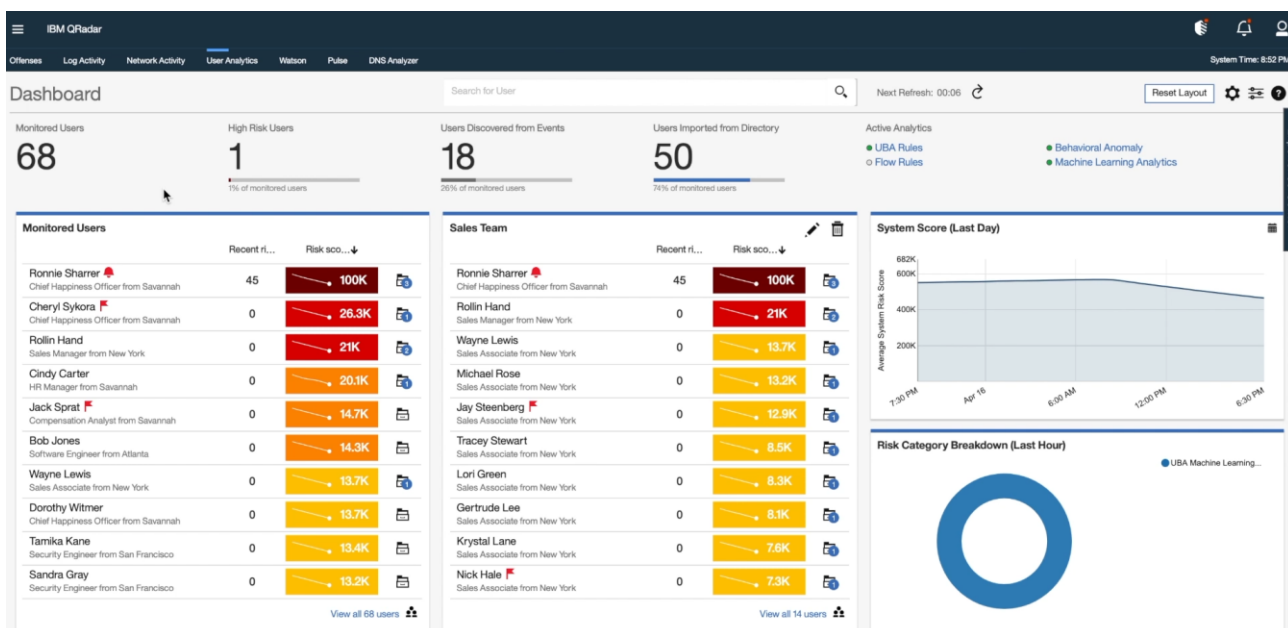 IBM QRadar
Offenses Log Activity Network Activity User Analytics Watson Pulse DNS Analyzer
System Time: 8:52 PM
Dashboard
Search for User
Next Refresh: 00:06
Reset Layout
?
Monitored Users
68
High Risk Users
1
1% of monitored users
Users Discovered from Events
18
26% of monitored users
Users Imported from Directory
50
74% of monitored users
Active Analytics
UBA Rules
Behavioral Anomaly
Flow Rules
Machine Learning Analytics
Monitored Users
Recent ri... Risk sco...
Ronnie Sharrer 45 100K 3
Chief Happiness Officer from Savannah
Cheryl Sykora 0 26.3K 1
Chief Happiness Officer from Savannah
Rollin Hand 0 21K 2
Sales Manager from New York
Cindy Carter 0 20.1K 1
HR Manager from Savannah
Jack Sprat 0 14.7K
Compensation Analyst from Savannah
Bob Jones 0 14.3K
Software Engineer from Atlanta
Wayne Lewis 0 13.7K 1
Sales Associate from New York
Dorothy Witmer 0 13.7K
Chief Happiness Officer from Savannah
Tamika Kane 0 13.4K
Security Engineer from San Francisco
Sandra Gray 0 13.2K
Security Engineer from San Francisco
View all 68 users
Sales Team
Recent ri... Risk sco...
Ronnie Sharrer 45 100K 3
Chief Happiness Officer from Savannah
Rollin Hand 0 21K 2
Sales Manager from New York
Wayne Lewis 0 13.7K 1
Sales Associate from New York
Michael Rose 0 13.2K 1
Sales Associate from New York
Jay Steenberg 0 12.9K 1
Sales Associate from New York
Tracey Stewart 0 8.5K 1
Sales Associate from New York
Lori Green 0 8.3K 1
Sales Associate from New York
Gertrude Lee 0 8.1K 1
Sales Associate from New York
Krystal Lane 0 7.6K 1
Sales Associate from New York
Nick Hale 0 7.3K 1
Sales Associate from New York
View all 14 users
System Score (Last Day)
Average System Risk Score
682K
600K
400K
200K
7:30 PM Apr 16 6:00 AM 12:00 PM 6:30 PM
Risk Category Breakdown (Last Hour)
UBA Machine Learning...